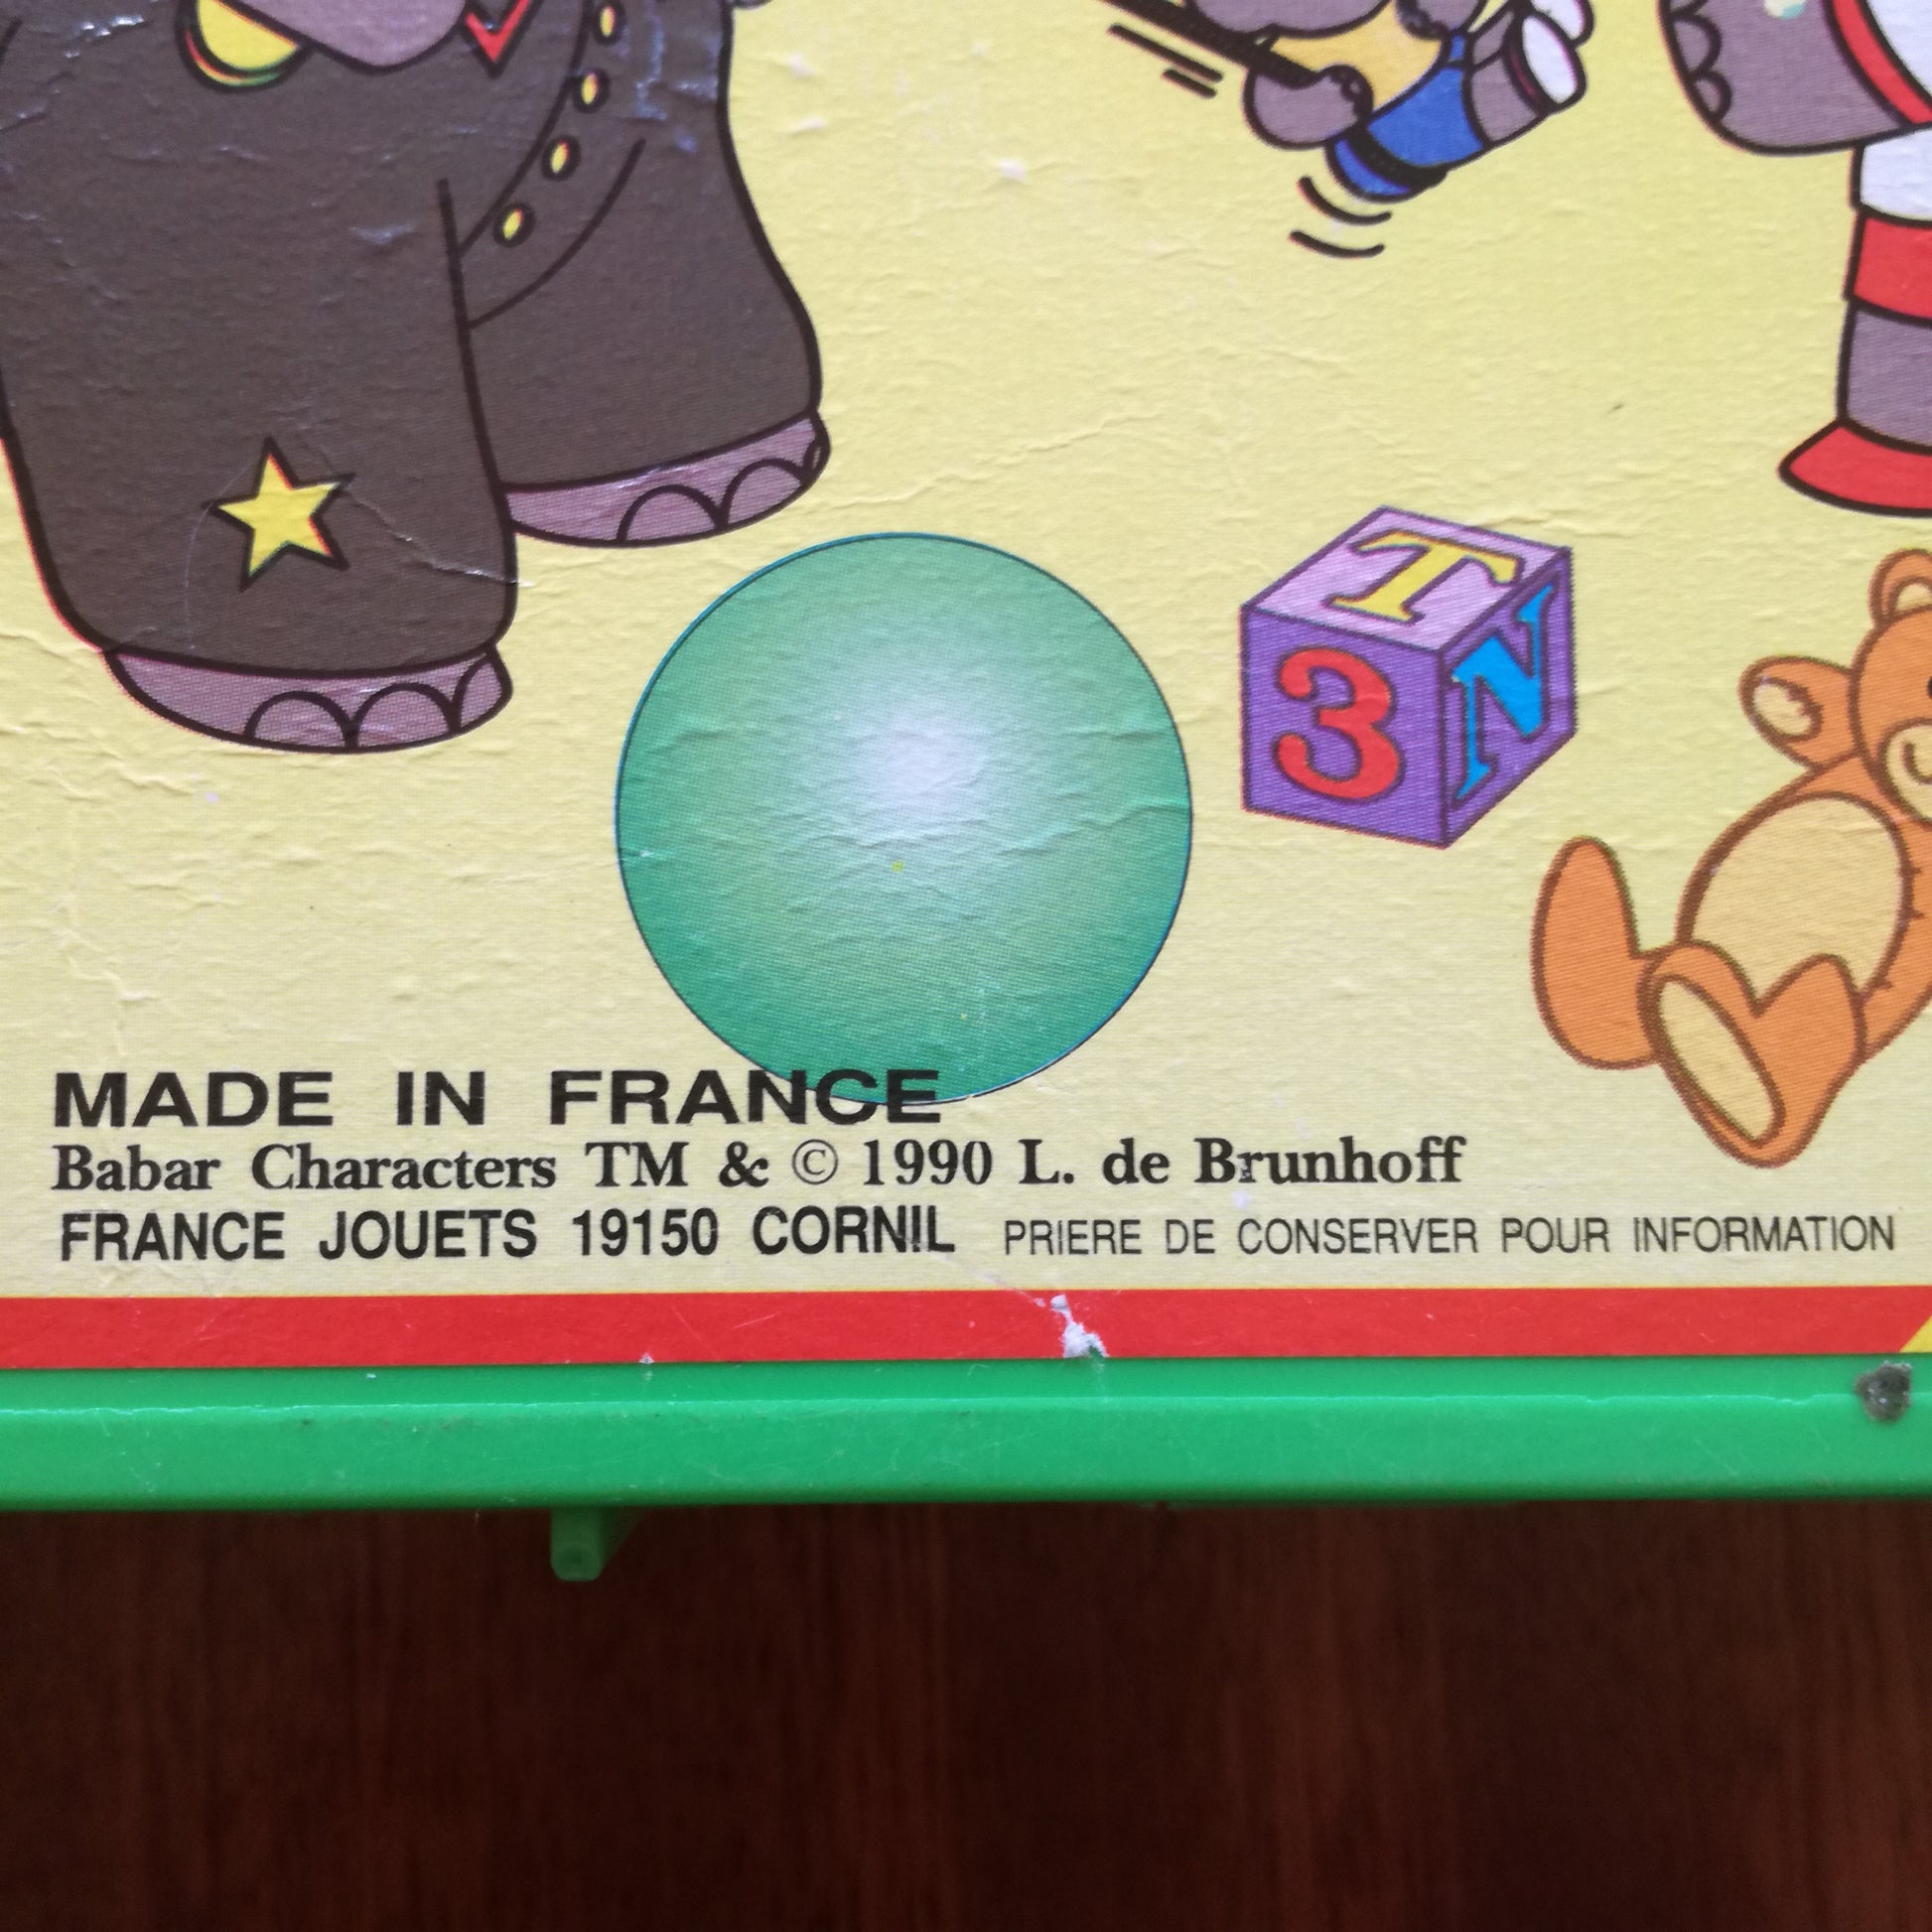 T
3 N
MADE IN FRANCE
Babar Characters TM & © 1990 L. de Brunhoff
FRANCE JOUETS 19150 CORNIL PRIERE DE CONSERVER POUR INFORMATION